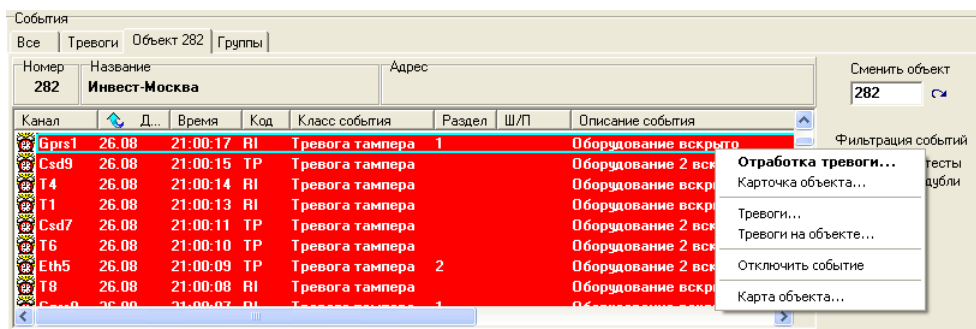 События
Все Тревоги Объект 282 Группы
Номер Название Адрес
282 Инвест-Москва
Сменить объект
282
Канал Д... Время Код Класс события Раздел Ш/П Описание события
Gprs1 26.08 21:00:17 RI Тревога тампера 1 Оборудование вскрыто
Csd9 26.08 21:00:15 TP Тревога тампера Оборудование 2 вскр
T4 26.08 21:00:14 RI Тревога тампера Оборудование вскры
T1 26.08 21:00:13 RI Тревога тампера Оборудование вскры
Csd7 26.08 21:00:11 TP Тревога тампера Оборудование 2 вск
T6 26.08 21:00:10 TP Тревога тампера Оборудование 2 вск
Eth5 26.08 21:00:09 TP Тревога тампера 2 Оборудование 2 вск
T8 26.08 21:00:08 RI Тревога тампера Оборудование вскры
Фильтрация событий
тесты
дубли
Отработка тревоги...
Карточка объекта...
Тревоги...
Тревоги на объекте...
Отключить событие
Карта объекта...